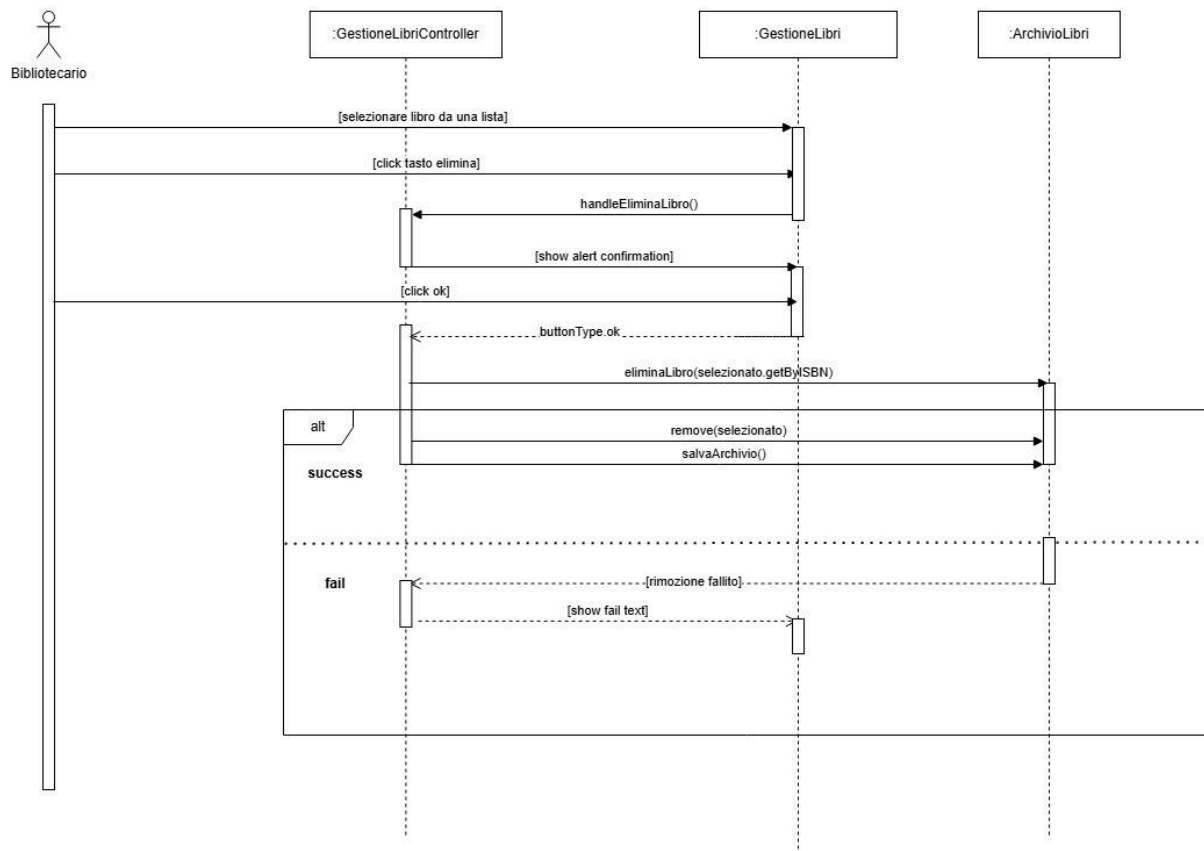 :GestioneLibriController
:GestioneLibri
:ArchivioLibri
Bibliotecario
[selezionare libro da una lista]
[click tasto elimina]
handleEliminaLibro()
[show alert confirmation]
[click ok]
buttonType.ok
eliminaLibro(selezionato.getByISBN)
alt
remove(selezionato)
salvaArchivio()
success
fail
[rimozione fallito]
[show fail text]